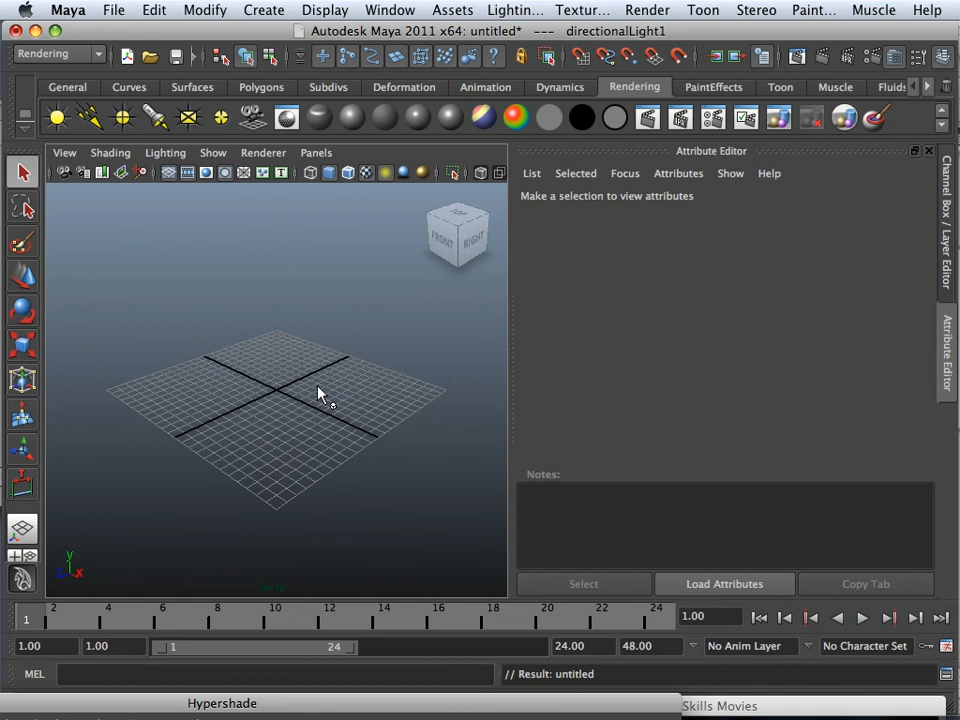 Maya File Edit Modify Create Display Window Assets Lightin... Textur... Render Toon Stereo Paint... Muscle Help
Autodesk Maya 2011 x64: untitled* --- directionalLight1
Rendering
General Curves Surfaces Polygons Subdivs Deformation Animation Dynamics Rendering PaintEffects Toon Muscle Fluids
View Shading Lighting Show Renderer Panels
Attribute Editor
List Selected Focus Attributes Show Help
Make a selection to view attributes
TOP
FRONT RIGHT
Channel Box / Layer Editor
Attribute Editor
Notes:
y
x
persp
Select Load Attributes Copy Tab
2 4 6 8 10 12 14 16 18 20 22 24
1
1.00
1.00 1.00 1 24 24.00 48.00 No Anim Layer No Character Set
MEL // Result: untitled
Hypershade Skills Movies